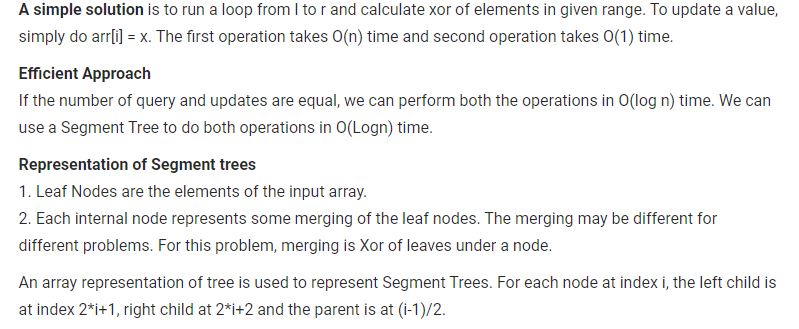 A simple solution is to run a loop from l to r and calculate xor of elements in given range. To update a value,
simply do arr[i] = x. The first operation takes O(n) time and second operation takes O(1) time.
Efficient Approach
If the number of query and updates are equal, we can perform both the operations in O(log n) time. We can
use a Segment Tree to do both operations in O(Logn) time.
Representation of Segment trees
1. Leaf Nodes are the elements of the input array.
2. Each internal node represents some merging of the leaf nodes. The merging may be different for
different problems. For this problem, merging is Xor of leaves under a node.
An array representation of tree is used to represent Segment Trees. For each node at index i, the left child is
at index 2*i+1, right child at 2*i+2 and the parent is at (i-1)/2.